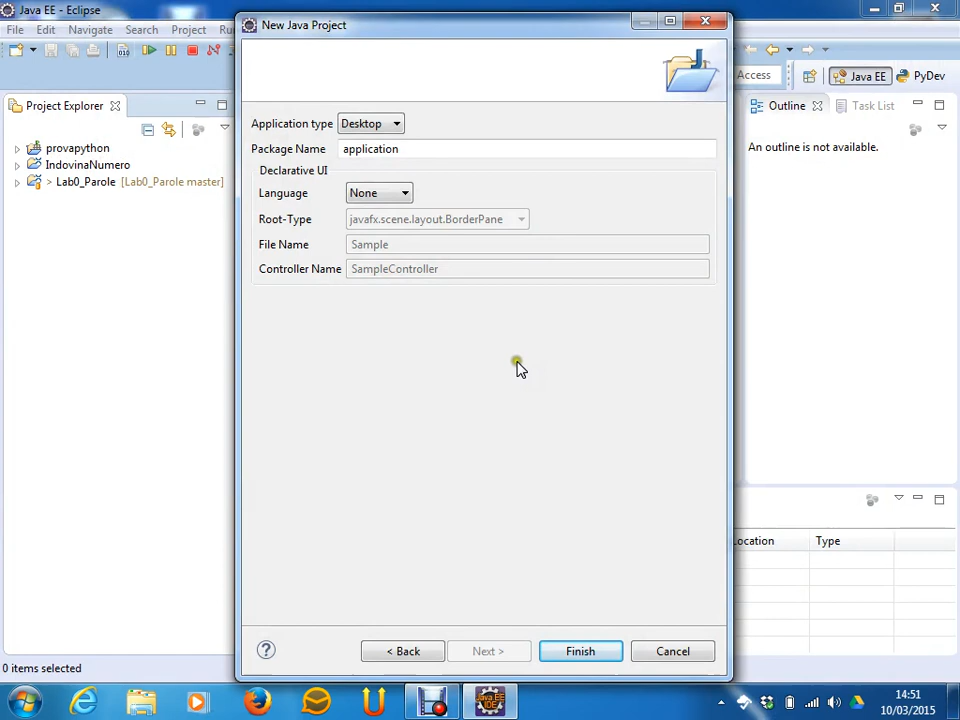 Java EE - Eclipse
File Edit Navigate Search Project Ru
New Java Project
Access
Java EE
PyDev
Project Explorer
provapython
IndovinaNumero
> Lab0_Parole [Lab0_Parole master]
Application type Desktop
Package Name application
Declarative UI
Language None
Root-Type javafx.scene.layout.BorderPane
File Name Sample
Controller Name SampleController
Outline
Task List
An outline is not available.
Location Type
< Back Next > Finish Cancel
0 items selected
Java EE
IDE
14:51
10/03/2015